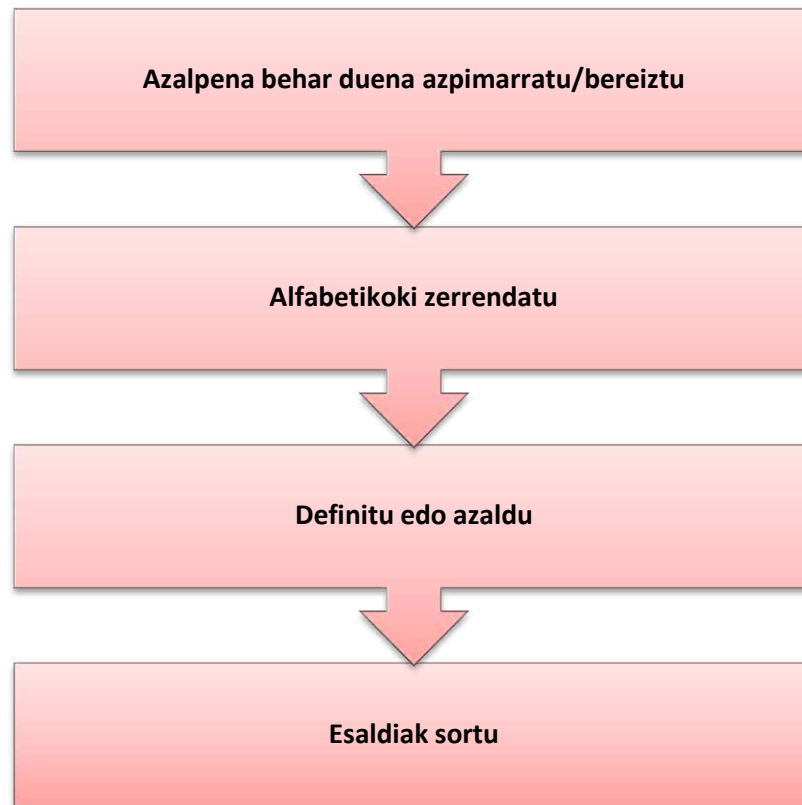 Azalpena behar duena azpimarratu/bereiztu
Alfabetikoki zerrendatu
Definitu edo azaldu
Esaldiak sortu